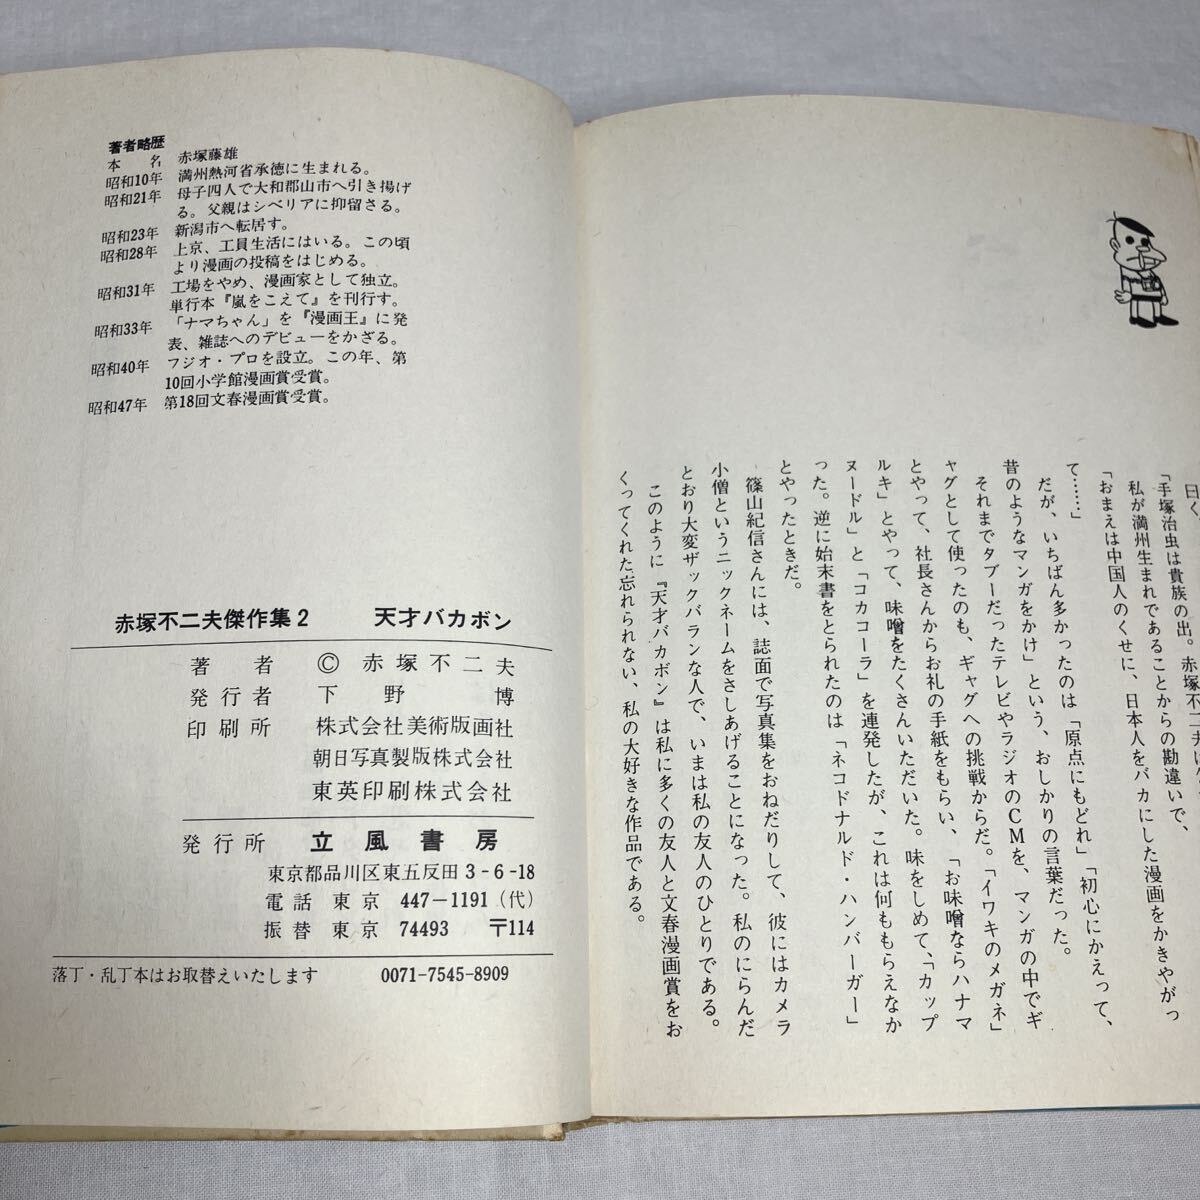 曰く、
「手塚治虫は貴族の出。赤塚不二夫は
私が満州生まれであることからの勘違いで、
「おまえは中国人のくせに、日本人をバカにした漫画をかきやがっ
て……」
だが、いちばん多かったのは「原点にもどれ」「初心にかえって、
昔のようなマンガをかけ」という、おしかりの言葉だった。
それまでタブーだったテレビやラジオのCMを、マンガの中でギ
ャグとして使ったのも、ギャグへの挑戦からだ。「イワキのメガネ」
とやって、社長さんからお礼の手紙をもらい、「お味噌ならハナマ
ルキ」とやって、味噌をたくさんいただいた。味をしめて、「カップ
ヌードル」と「コカコーラ」を連発したが、これは何ももらえなか
った。逆に始末書をとられたのは「ネコドナルド・ハンバーガー」
とやったときだ。
篠山紀信さんには、誌面で写真集をおねだりして、彼にはカメラ
小僧というニックネームをさしあげることになった。私のにらんだ
とおり大変ザックバランな人で、いまは私の友人のひとりである。
このように『天才バカボン』は私に多くの友人と文春漫画賞をお
くってくれた忘れられない、私の大好きな作品である。
著者略歴
本　名　赤塚藤雄
昭和10年　満州熱河省承徳に生まれる。
昭和21年　母子四人で大和郡山市へ引き揚げ
る。父親はシベリアに抑留さる。
昭和23年　新潟市へ転居す。
昭和28年　上京、工員生活にはいる。この頃
より漫画の投稿をはじめる。
昭和31年　工場をやめ、漫画家として独立。
単行本『嵐をこえて』を刊行す。
昭和33年　「ナマちゃん」を『漫画王』に発
表、雑誌へのデビューをかざる。
昭和40年　フジオ・プロを設立。この年、第
10回小学館漫画賞受賞。
昭和47年　第18回文春漫画賞受賞。
赤塚不二夫傑作集2　天才バカボン
著　者　Ⓒ 赤塚不二夫
発行者　下野　博
印刷所　株式会社美術版画社
朝日写真製版株式会社
東英印刷株式会社
発行所　立風書房
東京都品川区東五反田3-6-18
電話　東京　447-1191（代）
振替　東京　74493　〒114
落丁・乱丁本はお取替えいたします　0071-7545-8909